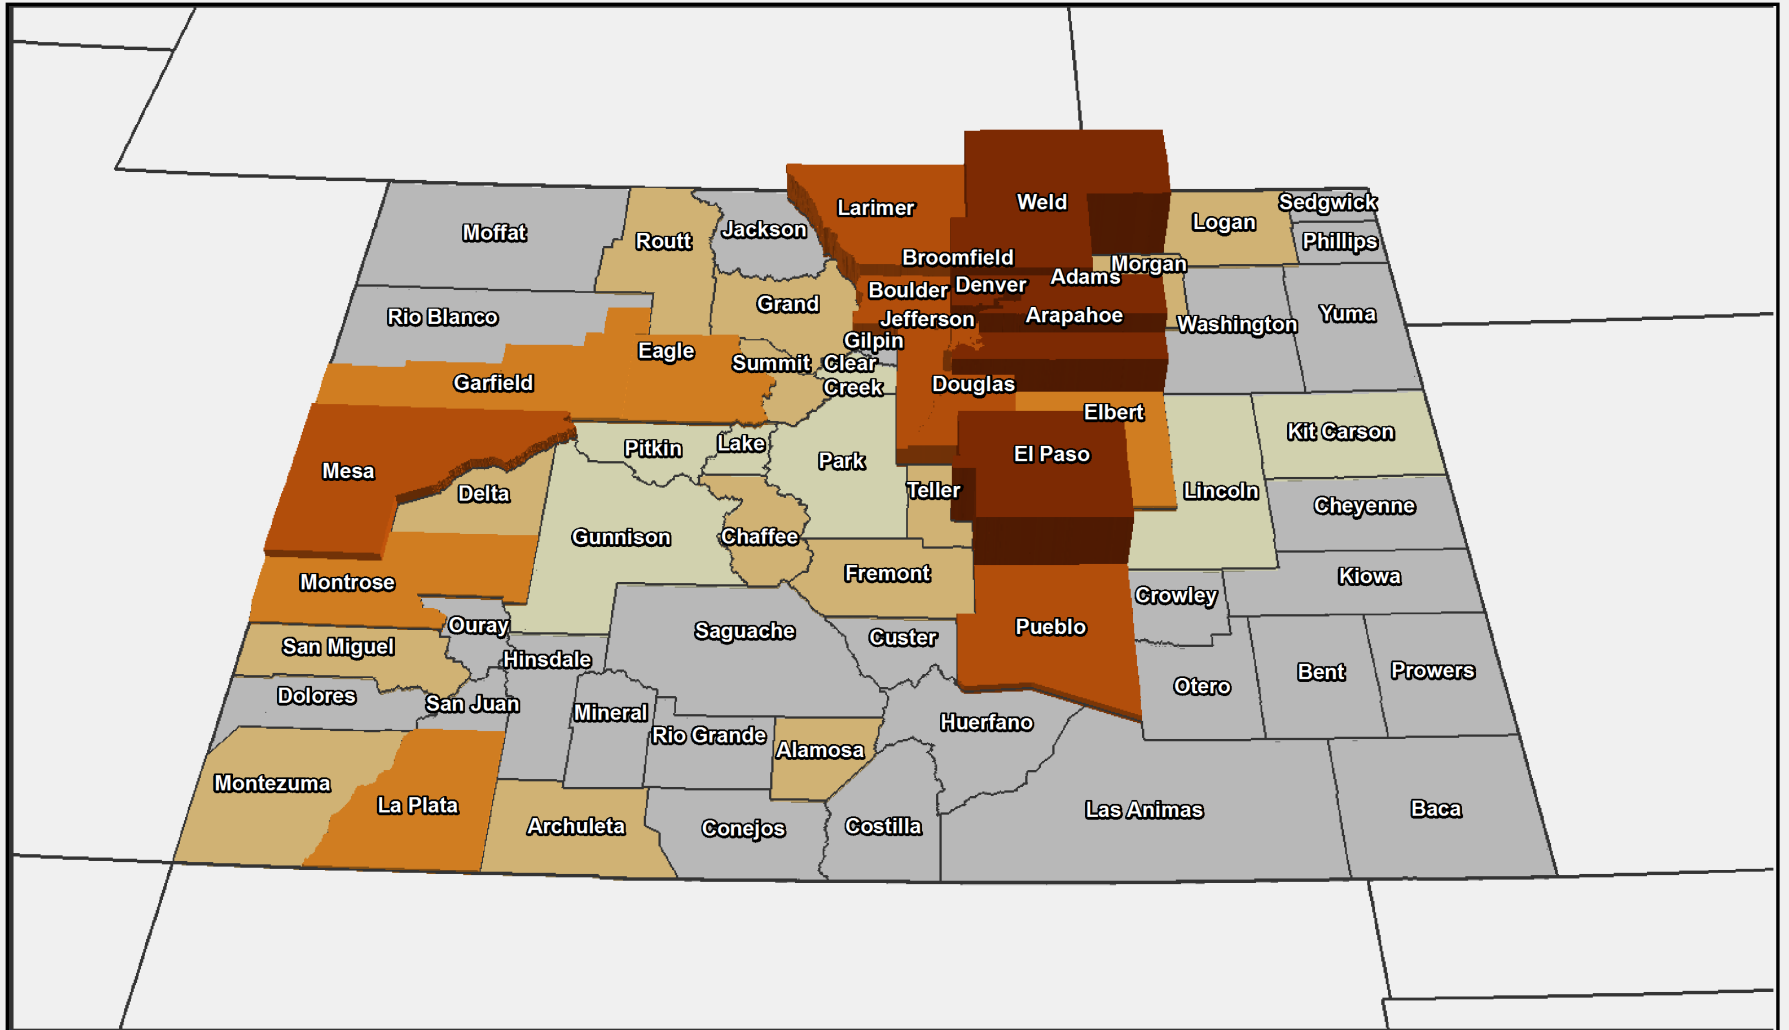 Sedgwick
Larimer
Weld
Logan
Moffat
Routt
Jackson
Phillips
Broomfield
Morgan
Adams
Boulder
Denver
Grand
Rio Blanco
Jefferson
Arapahoe
Washington
Yuma
Gilpin
Eagle
Summit
Clear
Creek
Garfield
Douglas
Elbert
Kit Carson
Pitkin
Lake
Park
El Paso
Mesa
Delta
Teller
Lincoln
Cheyenne
Gunnison
Chaffee
Fremont
Montrose
Kiowa
Crowley
Ouray
Saguache
Custer
Pueblo
San Miguel
Hinsdale
Bent
Prowers
Otero
Dolores
San Juan
Mineral
Huerfano
Rio Grande
Alamosa
Montezuma
La Plata
Las Animas
Baca
Archuleta
Conejos
Costilla